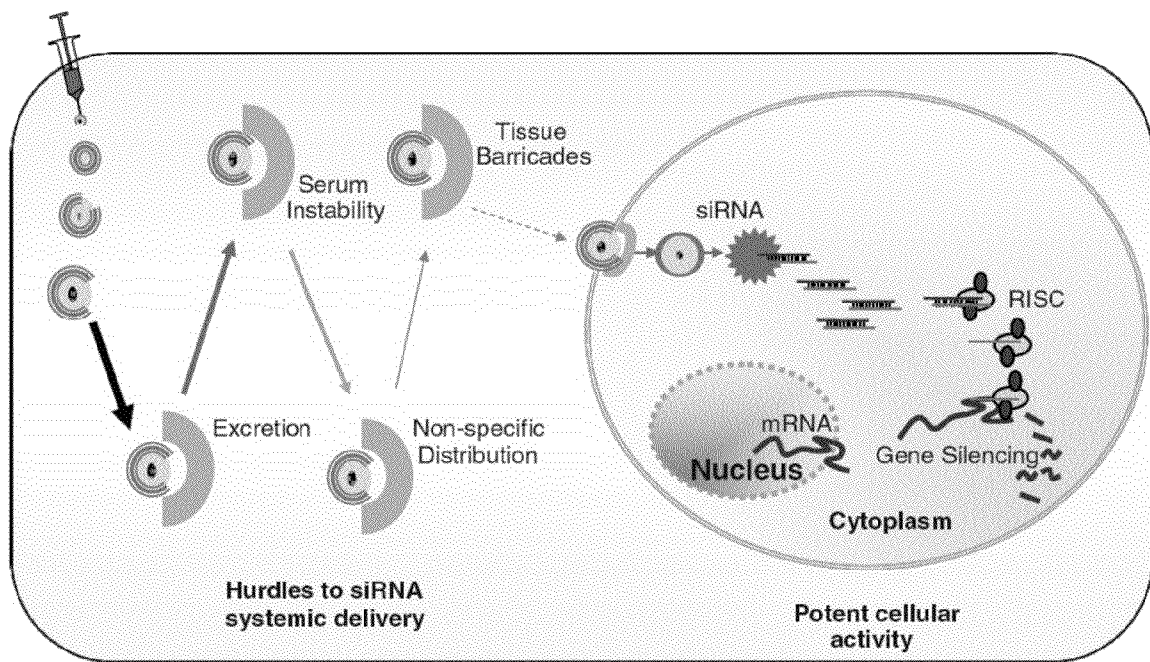 Tissue
Barricades
Serum
Instability
siRNA
RISC
Excretion
Non-specific
Distribution
mRNA
Nucleus
Gene Silencing
Cytoplasm
Hurdles to siRNA
systemic delivery
Potent cellular
activity